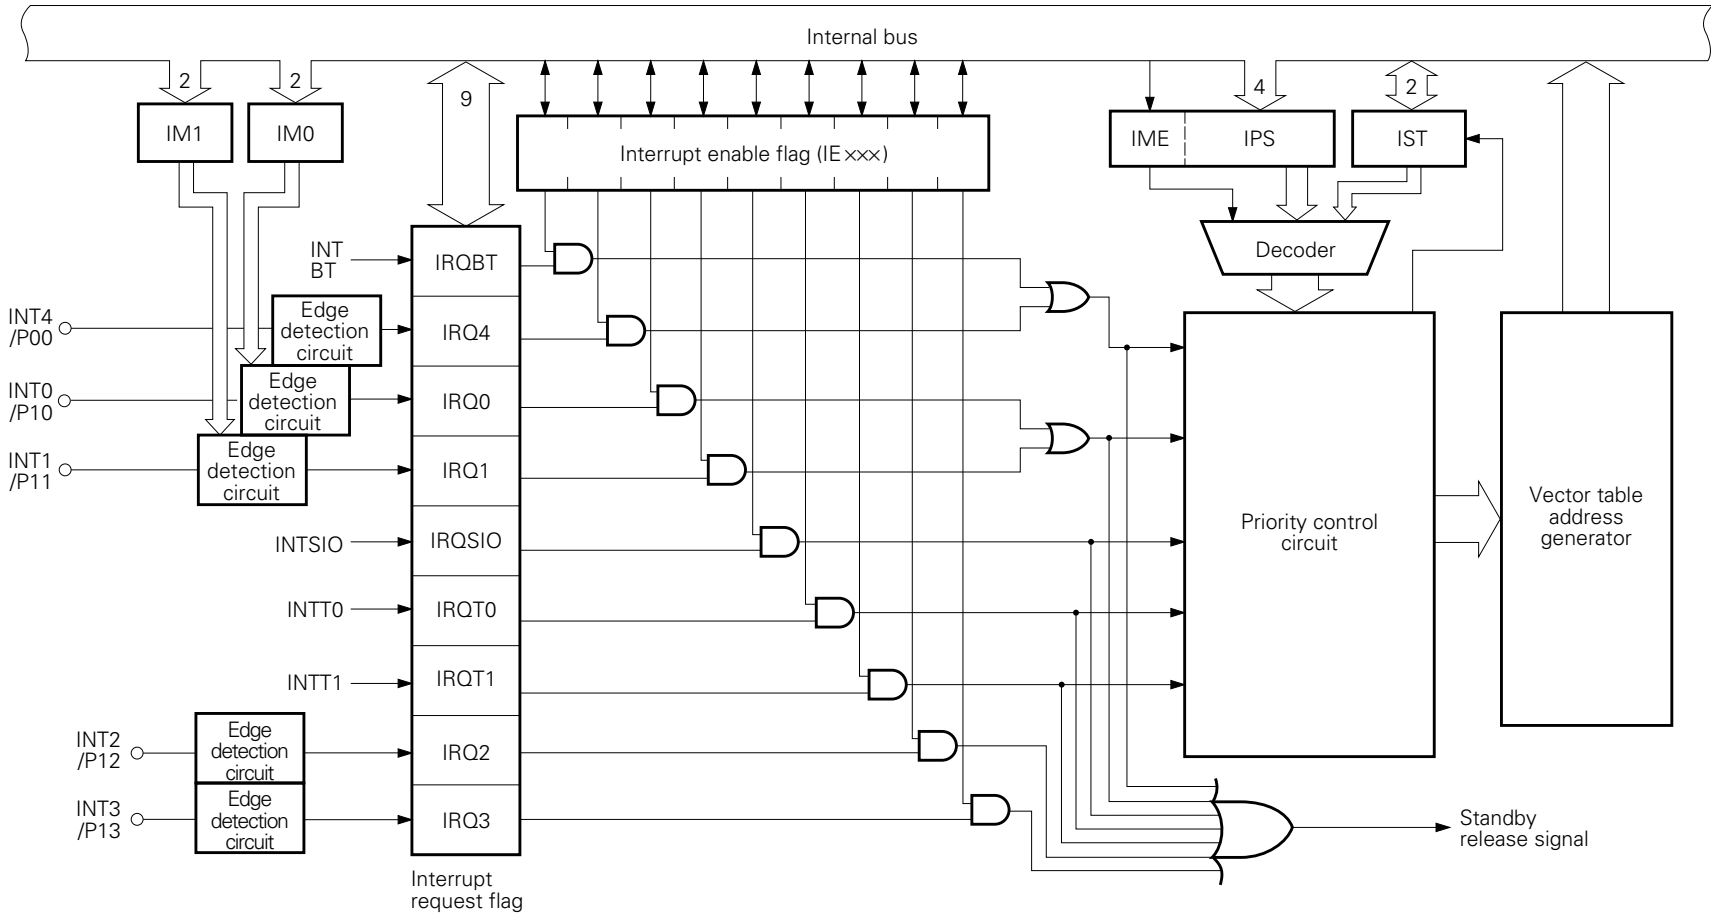 Internal bus
2
2
9
4
2
IM1
IM0
Interrupt enable flag (IE×××)
IME
IPS
IST
Decoder
INT
BT
IRQBT
INT4
/P00
Edge
detection
circuit
IRQ4
INT0
/P10
Edge
detection
circuit
IRQ0
INT1
/P11
Edge
detection
circuit
IRQ1
INTSIO
IRQSIO
INTT0
IRQT0
INTT1
IRQT1
INT2
/P12
Edge
detection
circuit
IRQ2
INT3
/P13
Edge
detection
circuit
IRQ3
Interrupt
request flag
Priority control
circuit
Vector table
address
generator
Standby
release signal